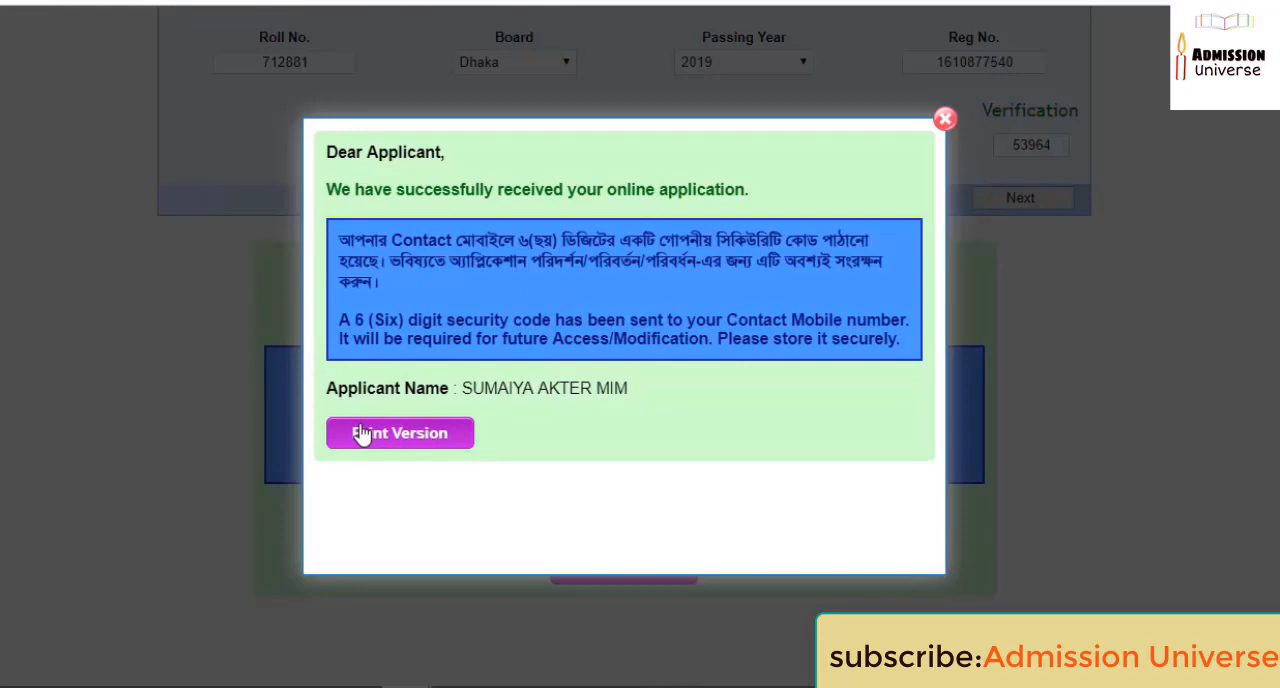 Roll No. Board Passing Year Reg No.
712881 Dhaka 2019 1610877540
Verification
53964
Next
ADMISSION
Universe
Dear Applicant,
We have successfully received your online application.
আপনার Contact মোবাইলে ৬(ছয়) ডিজিটের একটি গোপনীয় সিকিউরিটি কোড পাঠানো
হয়েছে। ভবিষ্যতে অ্যাপ্লিকেশান পরিদর্শন/পরিবর্তন/পরিবর্ধন-এর জন্য এটি অবশ্যই সংরক্ষন
করুন।
A 6 (Six) digit security code has been sent to your Contact Mobile number.
It will be required for future Access/Modification. Please store it securely.
Applicant Name : SUMAIYA AKTER MIM
Print Version
subscribe:Admission Universe